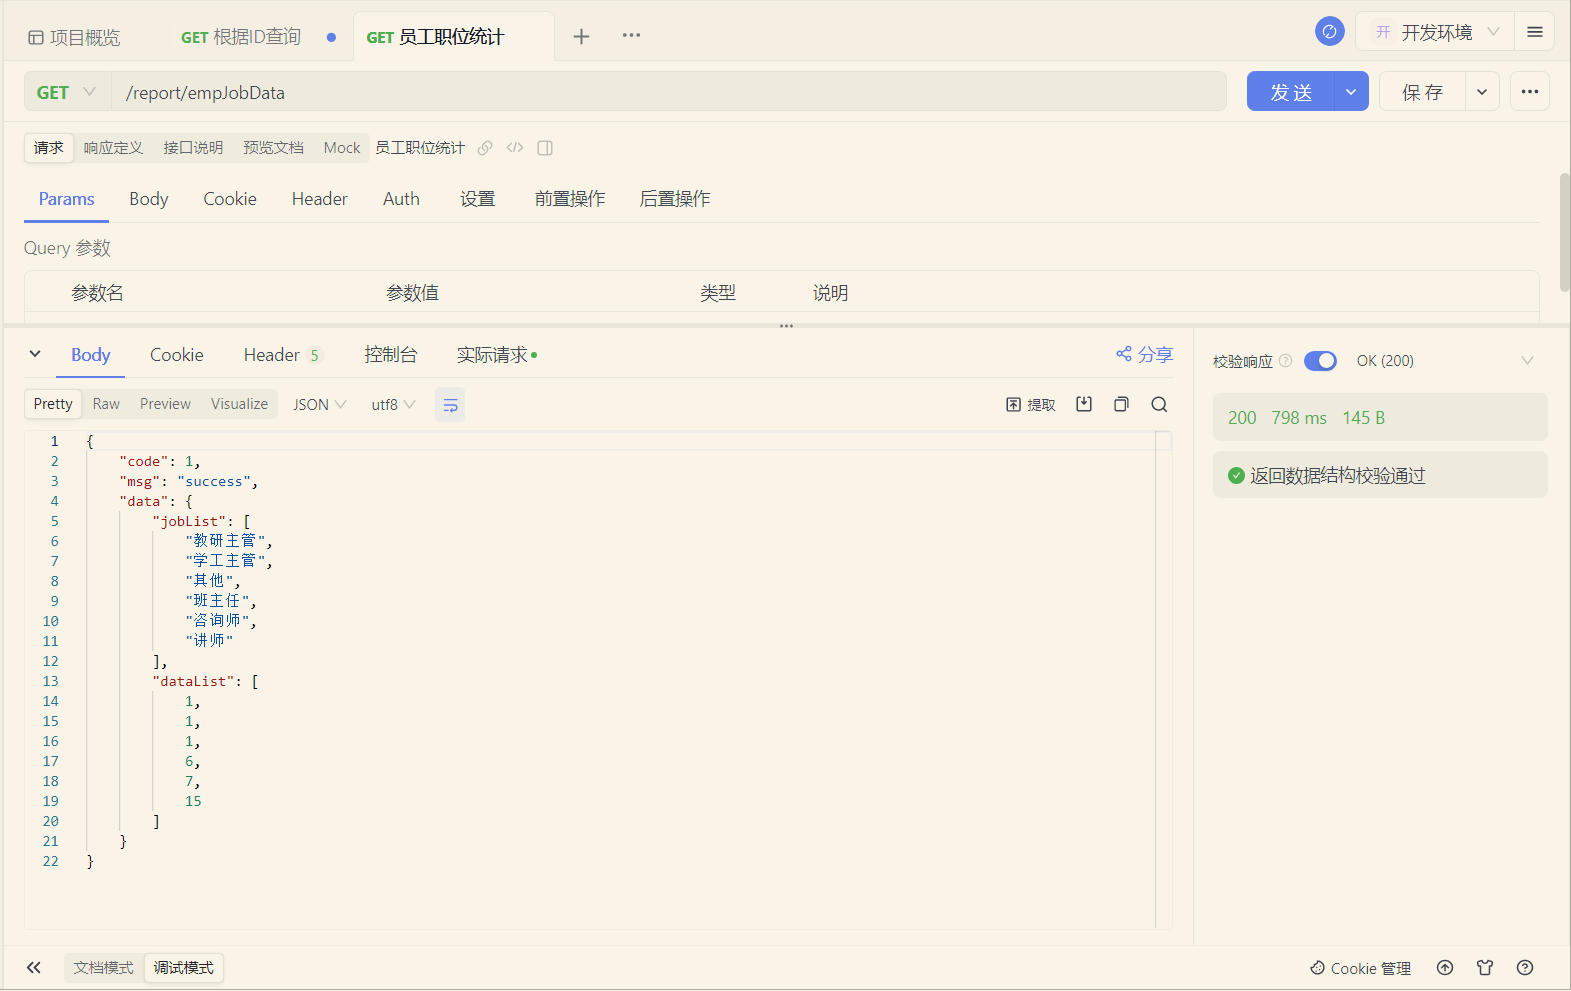 项目概览 GET 根据ID查询 GET 员工职位统计 开 开发环境
GET /report/empJobData 发 送 保 存
请求 响应定义 接口说明 预览文档 Mock 员工职位统计
Params Body Cookie Header Auth 设置 前置操作 后置操作
Query 参数
参数名 参数值 类型 说明
Body Cookie Header 5 控制台 实际请求 分享
校验响应 OK (200)
Pretty Raw Preview Visualize JSON utf8 提取
200 798 ms 145 B
返回数据结构校验通过
1 {
2 "code": 1,
3 "msg": "success",
4 "data": {
5 "jobList": [
6 "教研主管",
7 "学工主管",
8 "其他",
9 "班主任",
10 "咨询师",
11 "讲师"
12 ],
13 "dataList": [
14 1,
15 1,
16 1,
17 6,
18 7,
19 15
20 ]
21 }
22 }
文档模式 调试模式 Cookie 管理